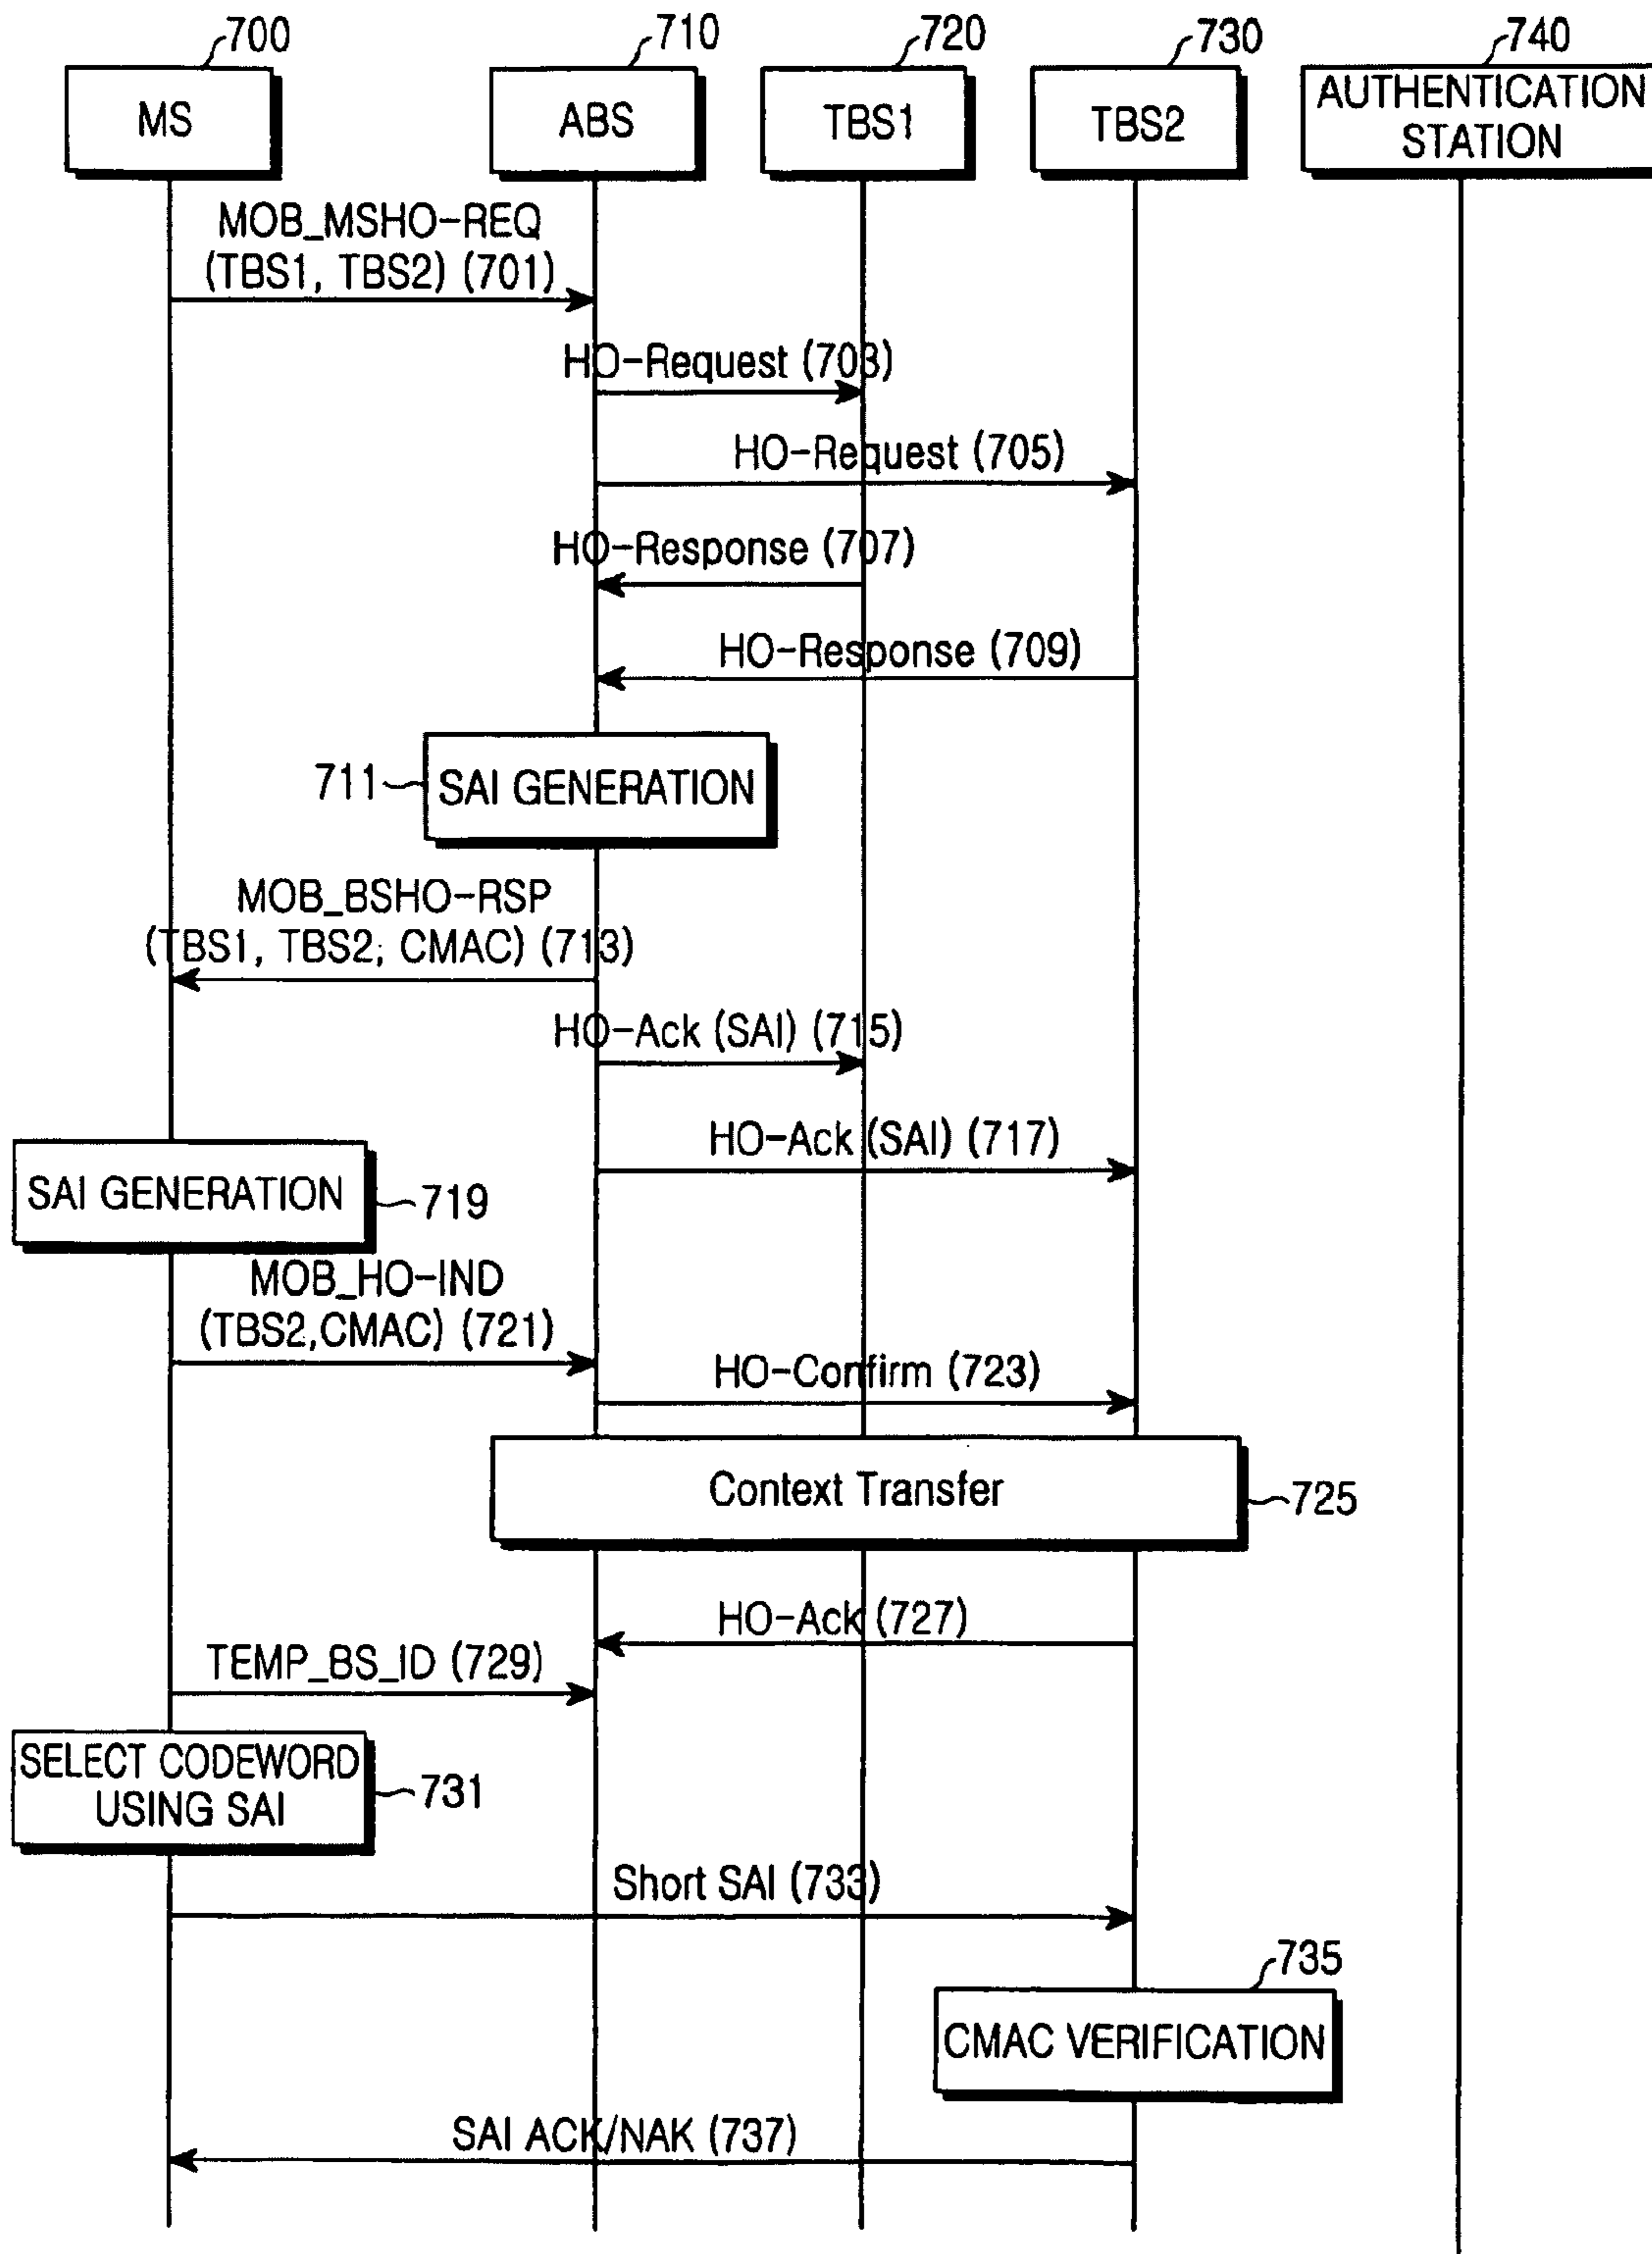 700
710
720
730
740
MS
ABS
TBS1
TBS2
AUTHENTICATION
STATION
MOB_MSHO-REQ
(TBS1, TBS2) (701)
HO-Request (703)
HO-Request (705)
HO-Response (707)
HO-Response (709)
711
SAI GENERATION
MOB_BSHO-RSP
(TBS1, TBS2, CMAC) (713)
HO-Ack (SAI) (715)
HO-Ack (SAI) (717)
SAI GENERATION
719
MOB_HO-IND
(TBS2,CMAC) (721)
HO-Confirm (723)
Context Transfer
725
HO-Ack (727)
TEMP_BS_ID (729)
SELECT CODEWORD
USING SAI
731
Short SAI (733)
735
CMAC VERIFICATION
SAI ACK/NAK (737)